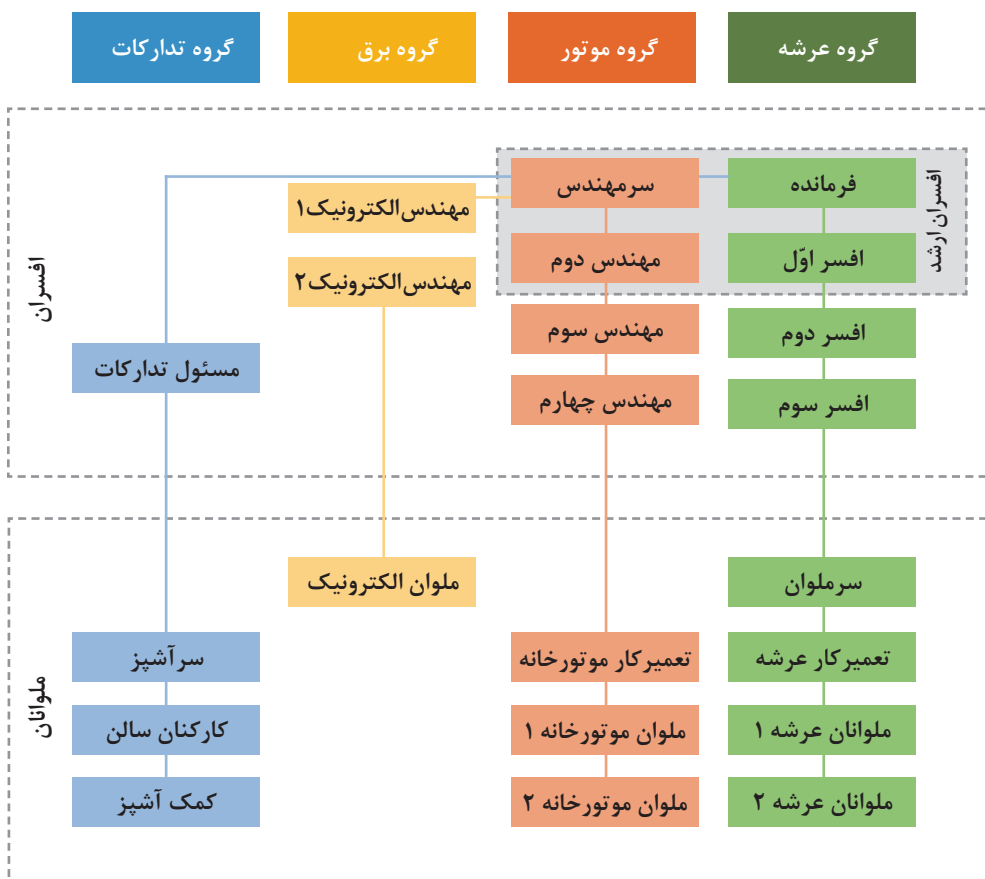 گروه عرشه
گروه موتور
گروه برق
گروه تدارکات
افسران ارشد
فرمانده
سرمهندس
مهندس الکترونیک۱
افسر اوّل
مهندس دوم
مهندس الکترونیک۲
افسران
افسر دوم
مهندس سوم
مسئول تدارکات
افسر سوم
مهندس چهارم
سرملوان
ملوان الکترونیک
تعمیرکار عرشه
تعمیرکار موتورخانه
سرآشپز
ملوانان
ملوانان عرشه ۱
ملوان موتورخانه ۱
کارکنان سالن
ملوانان عرشه ۲
ملوان موتورخانه ۲
کمک آشپز